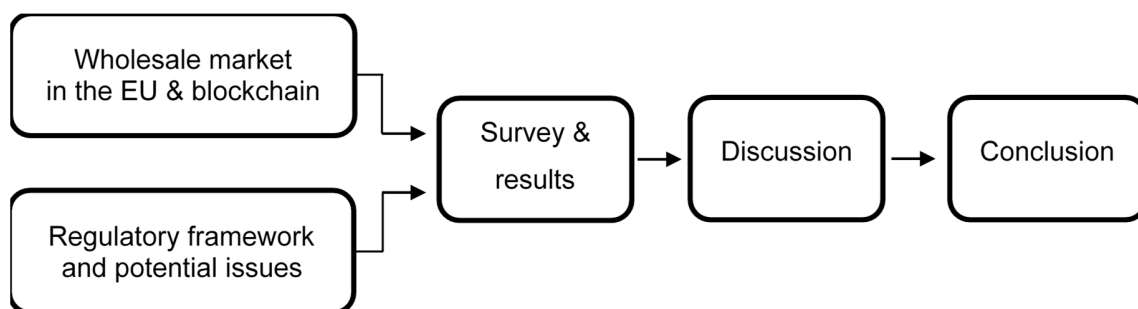 Wholesale market
in the EU & blockchain
Regulatory framework
and potential issues
Survey &
results
Discussion
Conclusion